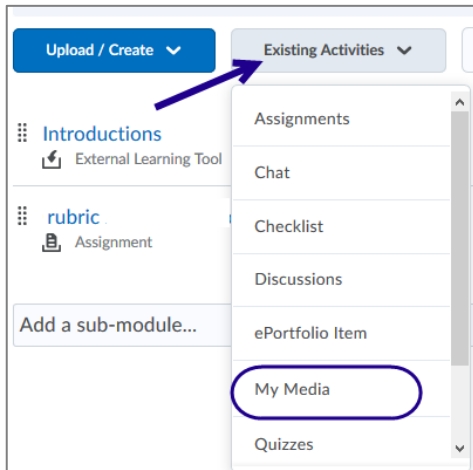 Upload / Create
Existing Activities
Introductions
External Learning Tool
rubric
Assignment
Add a sub-module...
Assignments
Chat
Checklist
Discussions
ePortfolio Item
My Media
Quizzes